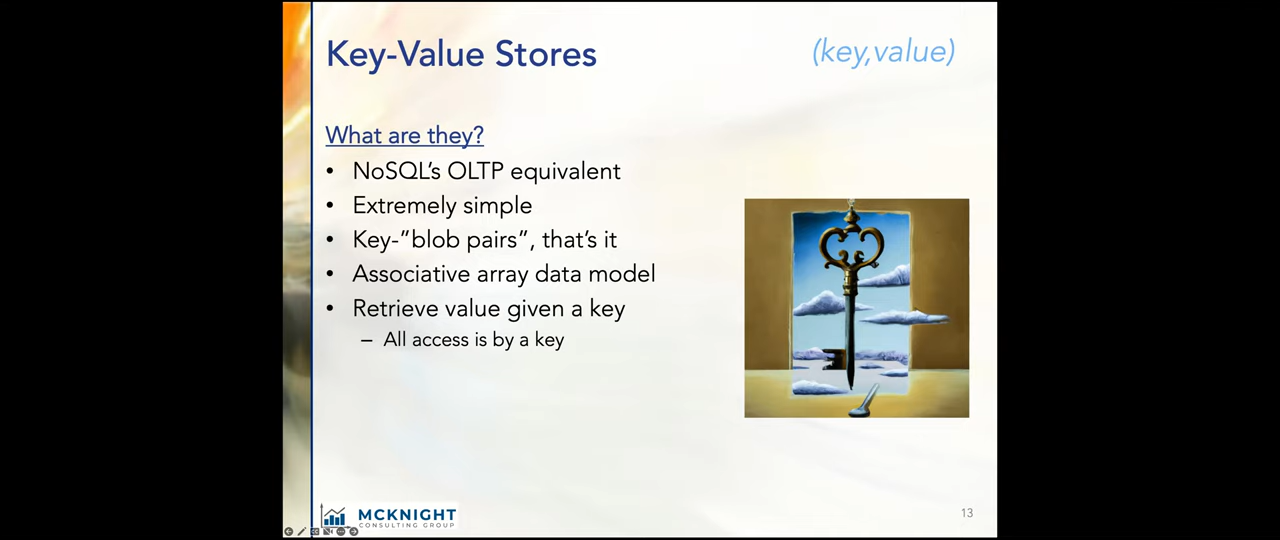 Key-Value Stores
(key,value)
What are they?
• NoSQL's OLTP equivalent
• Extremely simple
• Key-”blob pairs”, that's it
• Associative array data model
• Retrieve value given a key
– All access is by a key
MCKNIGHT
CONSULTING GROUP
13